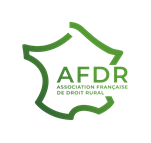 AFDR
ASSOCIATION FRANÇAISE
DE DROIT RURAL